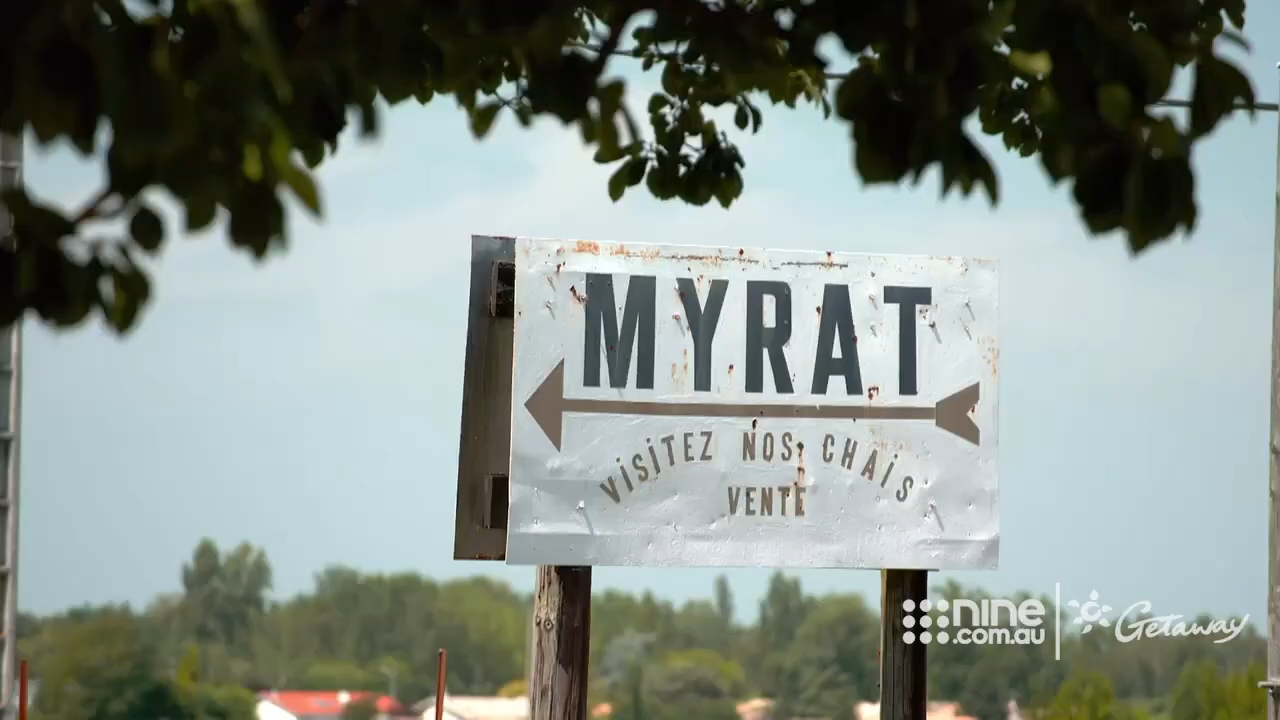 MYRAT
VISITEZ NOS CHAIS
VENTE
nine
.com.au
Getaway